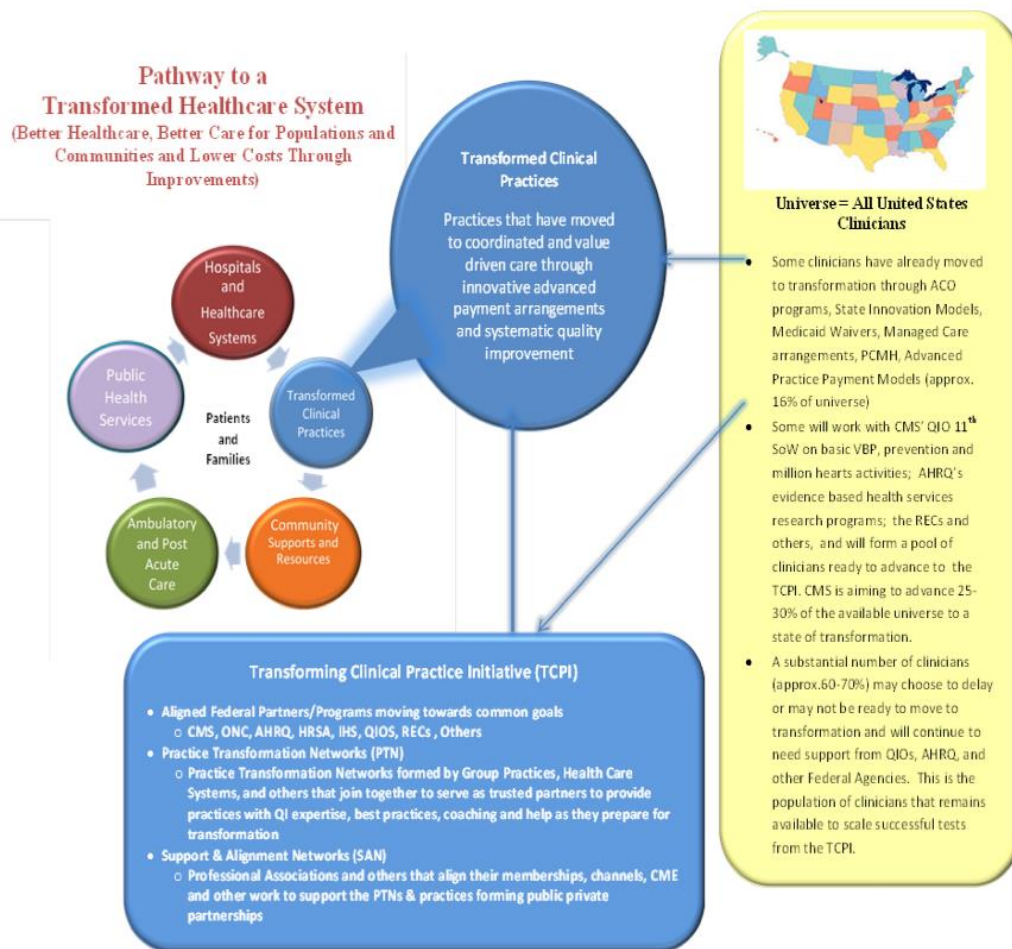 Pathway to a
Transformed Healthcare System
(Better Healthcare, Better Care for Populations and
Communities and Lower Costs Through
Improvements)
Hospitals
and
Healthcare
Systems
Public
Health
Services
Patients
and
Families
Transformed
Clinical
Practices
Ambulatory
and Post
Acute
Care
Community
Supports and
Resources
Transformed Clinical
Practices
Practices that have moved
to coordinated and value
driven care through
innovative advanced
payment arrangements
and systematic quality
improvement
Universe = All United States
Clinicians
• Some clinicians have already moved
to transformation through ACO
programs, State Innovation Models,
Medicaid Waivers, Managed Care
arrangements, PCMH, Advanced
Practice Payment Models (approx.
16% of universe)
• Some will work with CMS' QIO 11th
SoW on basic VBP, prevention and
million hearts activities; AHRQ's
evidence based health services
research programs; the RECs and
others, and will form a pool of
clinicians ready to advance to the
TCPI. CMS is aiming to advance 25-
30% of the available universe to a
state of transformation.
• A substantial number of clinicians
(approx.60-70%) may choose to delay
or may not be ready to move to
transformation and will continue to
need support from QIOs, AHRQ, and
other Federal Agencies. This is the
population of clinicians that remains
available to scale successful tests
from the TCPI.
Transforming Clinical Practice Initiative (TCPI)
• Aligned Federal Partners/Programs moving towards common goals
o CMS, ONC, AHRQ, HRSA, IHS, QIOS, RECs , Others
• Practice Transformation Networks (PTN)
o Practice Transformation Networks formed by Group Practices, Health Care
Systems, and others that join together to serve as trusted partners to provide
practices with QI expertise, best practices, coaching and help as they prepare for
transformation
• Support & Alignment Networks (SAN)
o Professional Associations and others that align their memberships, channels, CME
and other work to support the PTNs & practices forming public private
partnerships